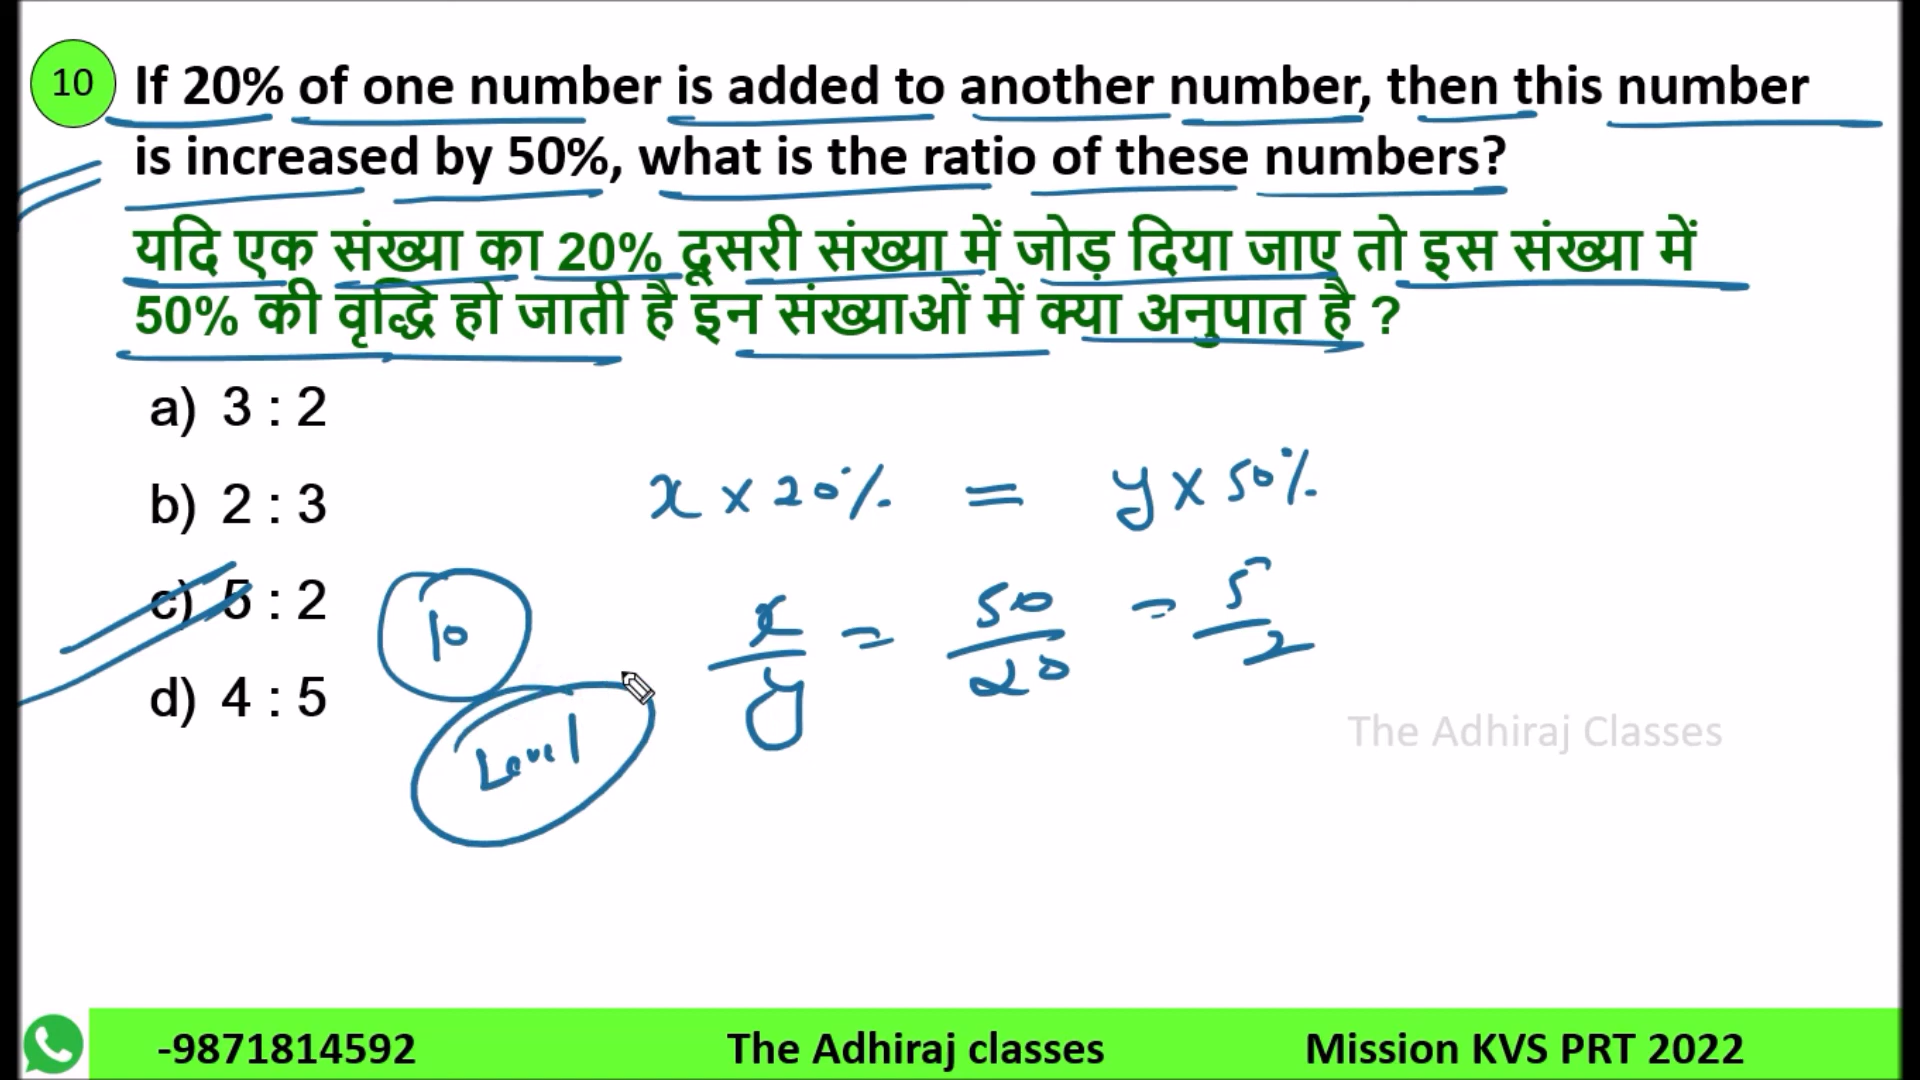 10 If 20% of one number is added to another number, then this number
is increased by 50%, what is the ratio of these numbers?
यदि एक संख्या का 20% दूसरी संख्या में जोड़ दिया जाए तो इस संख्या में
50% की वृद्धि हो जाती है इन संख्याओं में क्या अनुपात है ?
a) 3 : 2
b) 2 : 3
c) 5 : 2
d) 4 : 5
x × 20% = y × 50%
x/y = 50/20 = 5/2
10
Level
The Adhiraj Classes
-9871814592 The Adhiraj classes Mission KVS PRT 2022